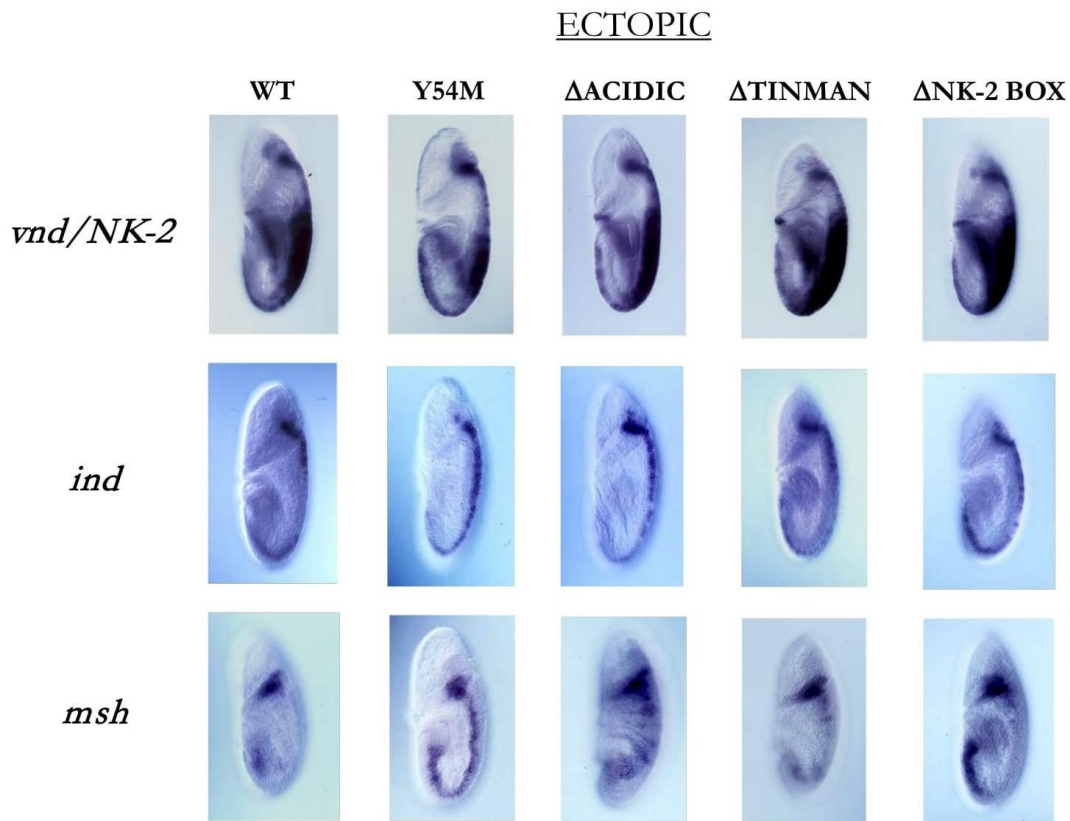 ECTOPIC
WT Y54M ΔACIDIC ΔTINMAN ΔNK-2 BOX
vnd/NK-2
ind
msh